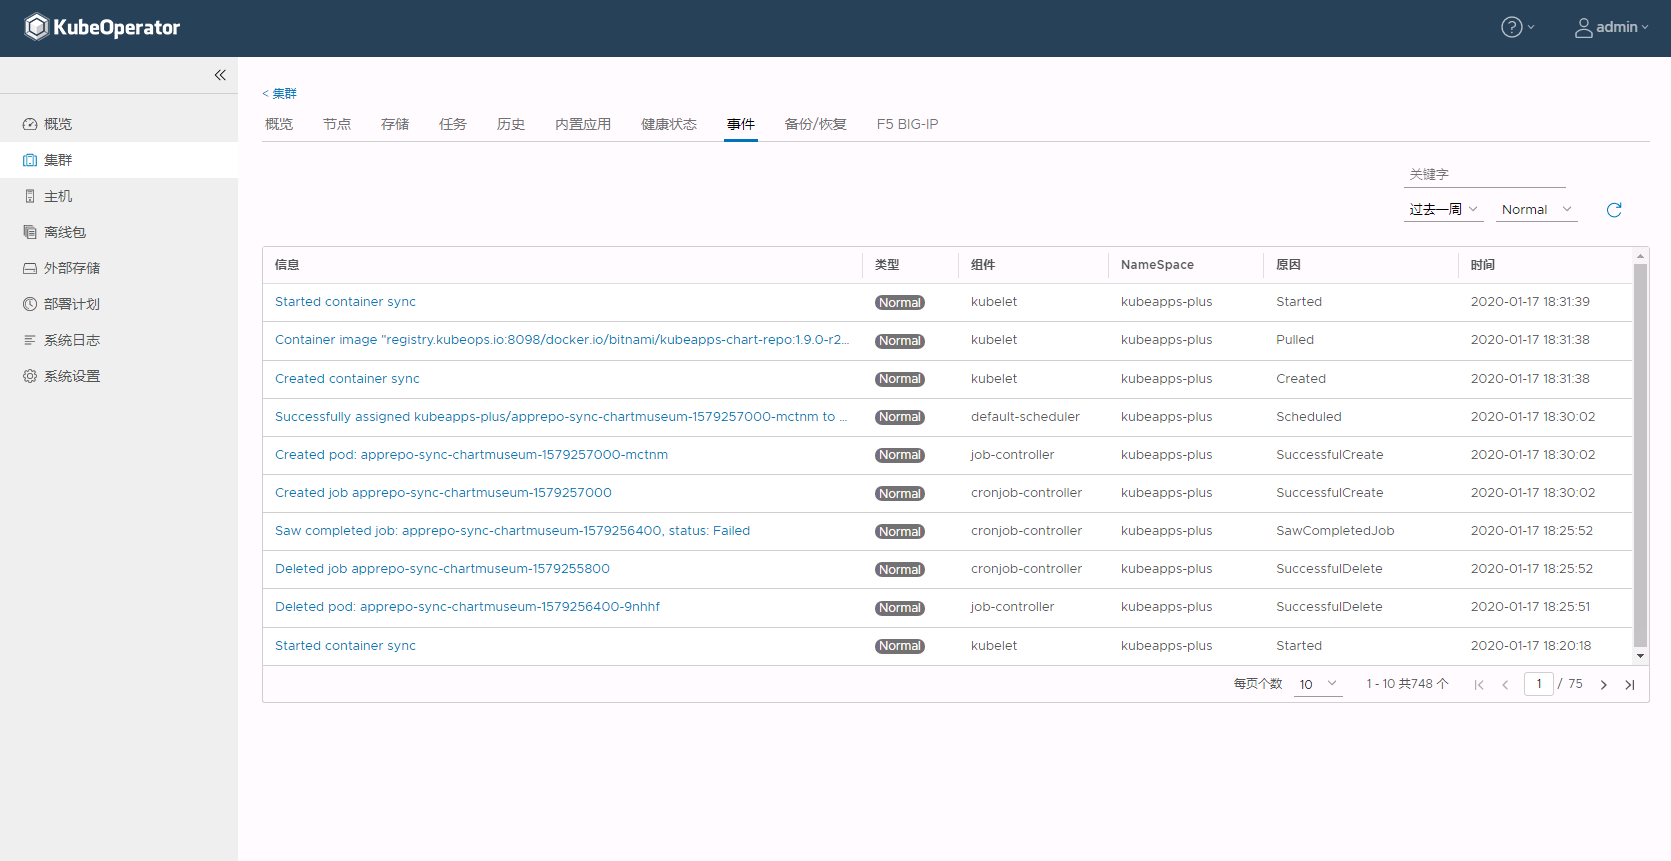 KubeOperator
admin
概览
集群
主机
离线包
外部存储
部署计划
系统日志
系统设置
< 集群
概览 节点 存储 任务 历史 内置应用 健康状态 事件 备份/恢复 F5 BIG-IP
关键字
过去一周 Normal
信息 类型 组件 NameSpace 原因 时间
Started container sync Normal kubelet kubeapps-plus Started 2020-01-17 18:31:39
Container image "registry.kubeops.io:8098/docker.io/bitnami/kubeapps-chart-repo:1.9.0-r2... Normal kubelet kubeapps-plus Pulled 2020-01-17 18:31:38
Created container sync Normal kubelet kubeapps-plus Created 2020-01-17 18:31:38
Successfully assigned kubeapps-plus/apprepo-sync-chartmuseum-1579257000-mctnm to ... Normal default-scheduler kubeapps-plus Scheduled 2020-01-17 18:30:02
Created pod: apprepo-sync-chartmuseum-1579257000-mctnm Normal job-controller kubeapps-plus SuccessfulCreate 2020-01-17 18:30:02
Created job apprepo-sync-chartmuseum-1579257000 Normal cronjob-controller kubeapps-plus SuccessfulCreate 2020-01-17 18:30:02
Saw completed job: apprepo-sync-chartmuseum-1579256400, status: Failed Normal cronjob-controller kubeapps-plus SawCompletedJob 2020-01-17 18:25:52
Deleted job apprepo-sync-chartmuseum-1579255800 Normal cronjob-controller kubeapps-plus SuccessfulDelete 2020-01-17 18:25:52
Deleted pod: apprepo-sync-chartmuseum-1579256400-9nhhf Normal job-controller kubeapps-plus SuccessfulDelete 2020-01-17 18:25:51
Started container sync Normal kubelet kubeapps-plus Started 2020-01-17 18:20:18
每页个数 10 1 - 10 共748 个 1 / 75